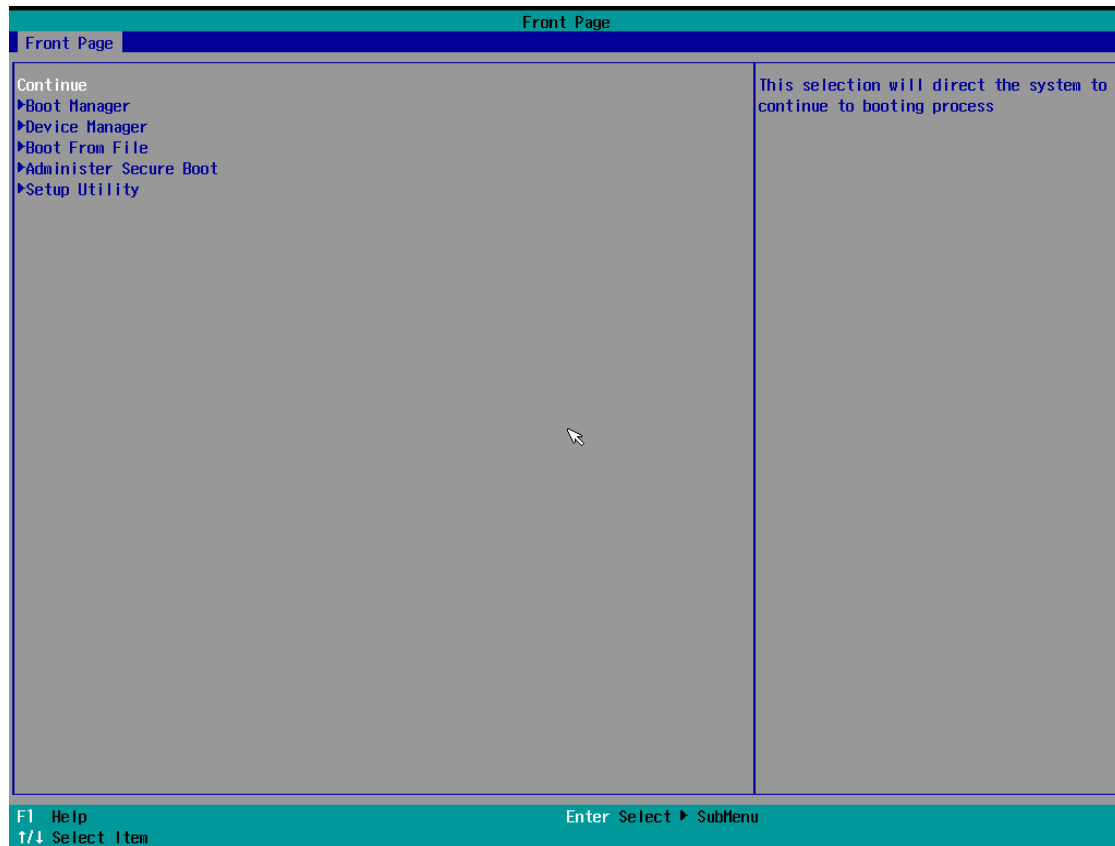 Front Page
Front Page
Continue
Boot Manager
Device Manager
Boot From File
Administer Secure Boot
Setup Utility
This selection will direct the system to
continue to booting process
F1 Help
Enter Select ▶ SubMenu
↑/↓ Select Item